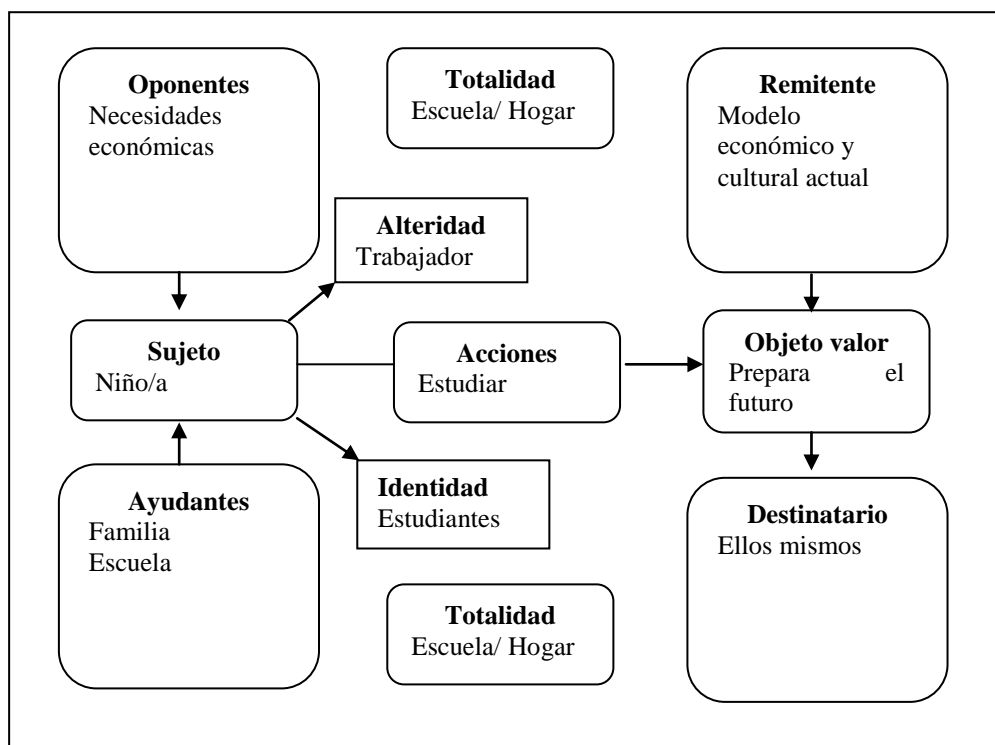 Oponentes
Necesidades
económicas
Totalidad
Escuela/ Hogar
Remitente
Modelo
económico y
cultural actual
Alteridad
Trabajador
Sujeto
Niño/a
Acciones
Estudiar
Objeto valor
Prepara el
futuro
Ayudantes
Familia
Escuela
Identidad
Estudiantes
Destinatario
Ellos mismos
Totalidad
Escuela/ Hogar